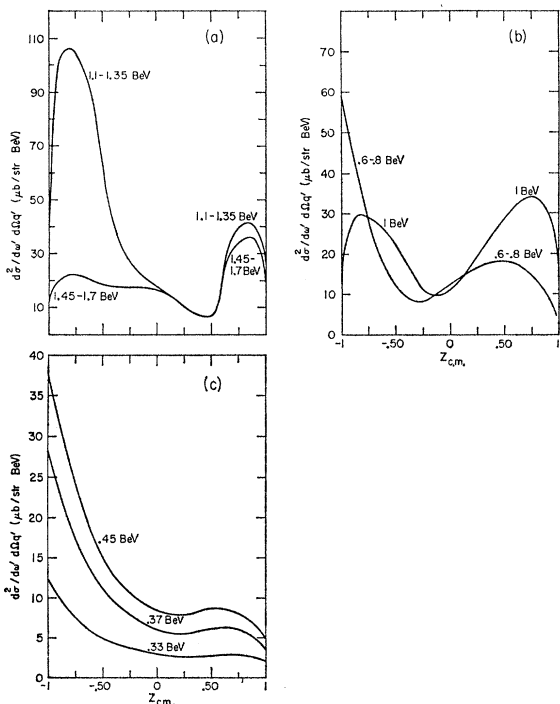 (a)
110
90
70
50
30
10
d²σ/dω′ dΩq′ (μb/str BeV)
1.1-1.35 BeV
1.45-1.7 BeV
1.1-1.35 BeV
1.45-
1.7 BeV
(b)
80
70
60
50
40
30
20
10
0
d²σ/dω′ dΩq′ (μb/str BeV)
.6-.8 BeV
1 BeV
1 BeV
.6-.8 BeV
-1 -.50 0 .50 1
Zc.m.
(c)
40
35
30
25
20
15
10
5
0
d²σ/dω′ dΩq′ (μb/str BeV)
.45 BeV
.37 BeV
.33 BeV
-1 -.50 0 .50 1
Zc.m.